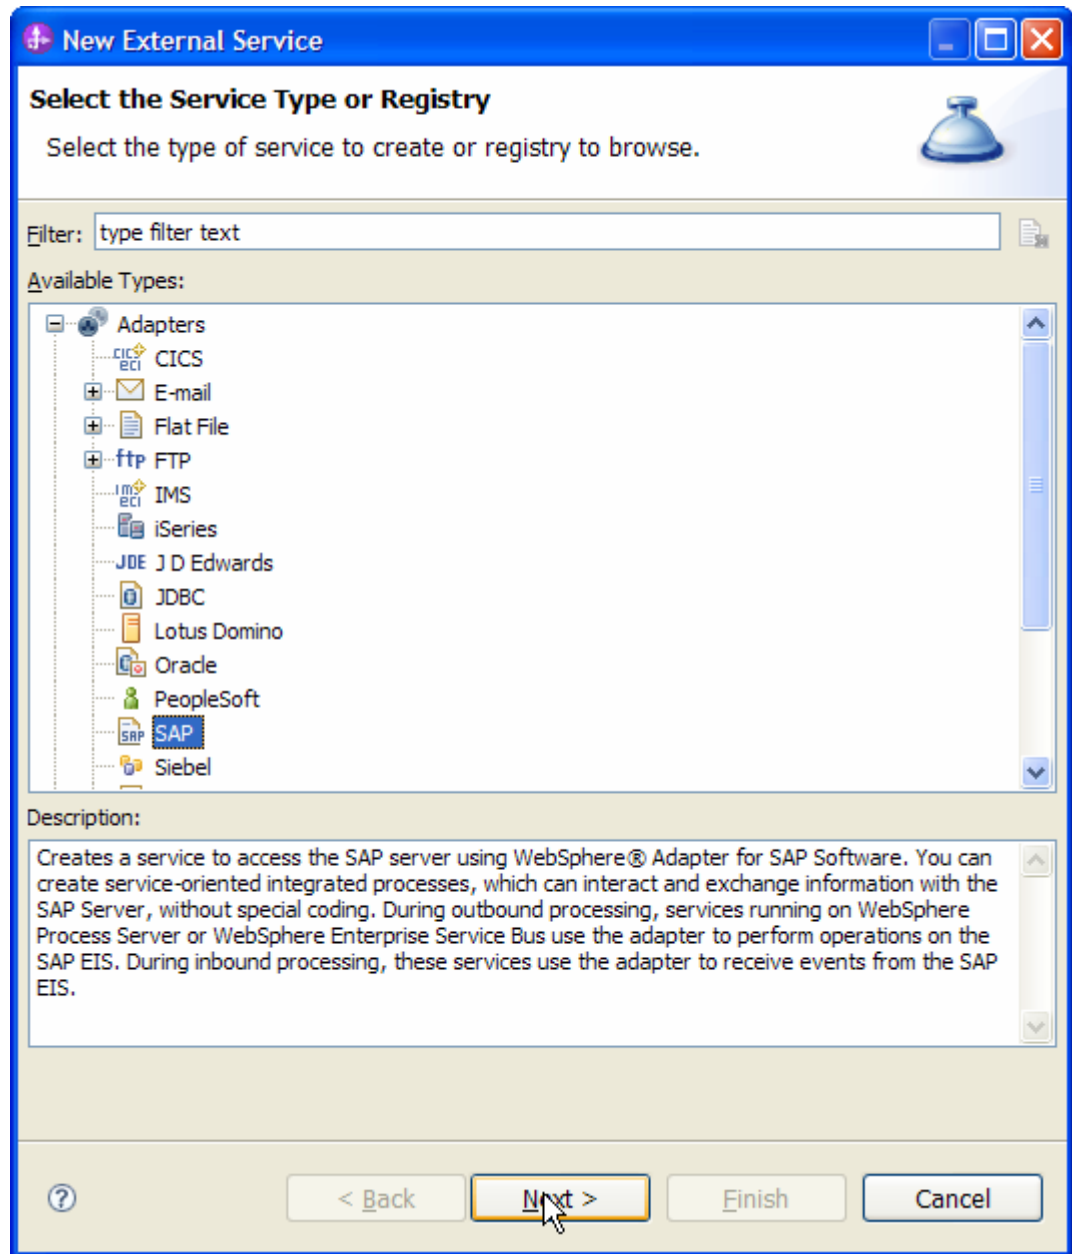 New External Service
Select the Service Type or Registry
Select the type of service to create or registry to browse.
Filter: type filter text
Available Types:
Adapters
CICS
E-mail
Flat File
ftp FTP
IMS
iSeries
JDE J D Edwards
JDBC
Lotus Domino
Oracle
PeopleSoft
SAP SAP
Siebel
Description:
Creates a service to access the SAP server using WebSphere® Adapter for SAP Software. You can
create service-oriented integrated processes, which can interact and exchange information with the
SAP Server, without special coding. During outbound processing, services running on WebSphere
Process Server or WebSphere Enterprise Service Bus use the adapter to perform operations on the
SAP EIS. During inbound processing, these services use the adapter to receive events from the SAP
EIS.
? < Back Next > Finish Cancel